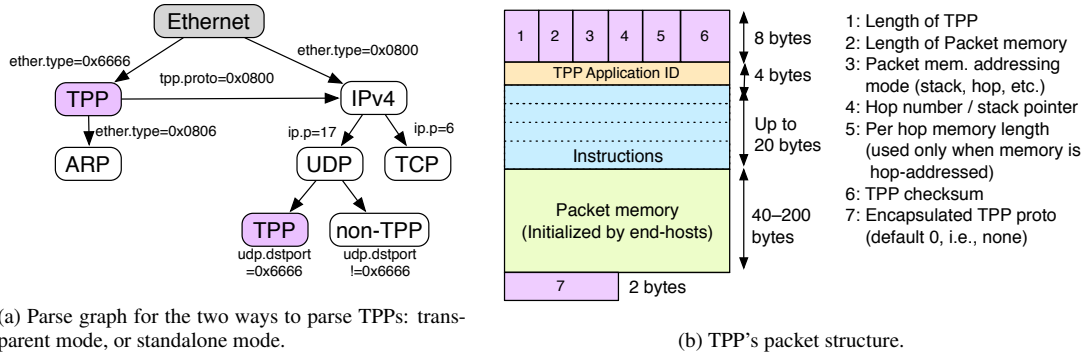 Ethernet
ether.type=0x6666
ether.type=0x0800
tpp.proto=0x0800
TPP
IPv4
ether.type=0x0806
ip.p=17
ip.p=6
ARP
UDP
TCP
TPP
non-TPP
udp.dstport
=0x6666
udp.dstport
!=0x6666
(a) Parse graph for the two ways to parse TPPs: trans-
parent mode, or standalone mode.
1 2 3 4 5 6
8 bytes
TPP Application ID
4 bytes
Instructions
Up to
20 bytes
Packet memory
(Initialized by end-hosts)
40–200
bytes
7
2 bytes
1: Length of TPP
2: Length of Packet memory
3: Packet mem. addressing
mode (stack, hop, etc.)
4: Hop number / stack pointer
5: Per hop memory length
(used only when memory is
hop-addressed)
6: TPP checksum
7: Encapsulated TPP proto
(default 0, i.e., none)
(b) TPP's packet structure.